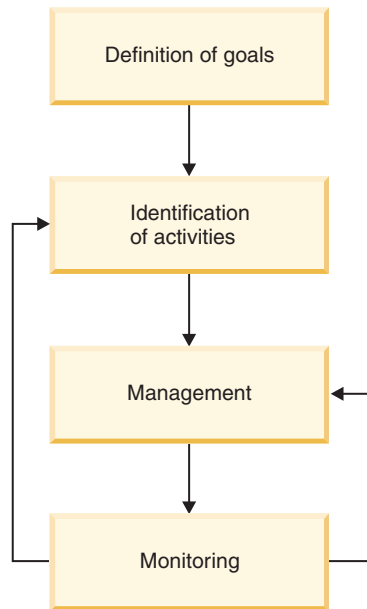 Definition of goals
Identification
of activities
Management
Monitoring